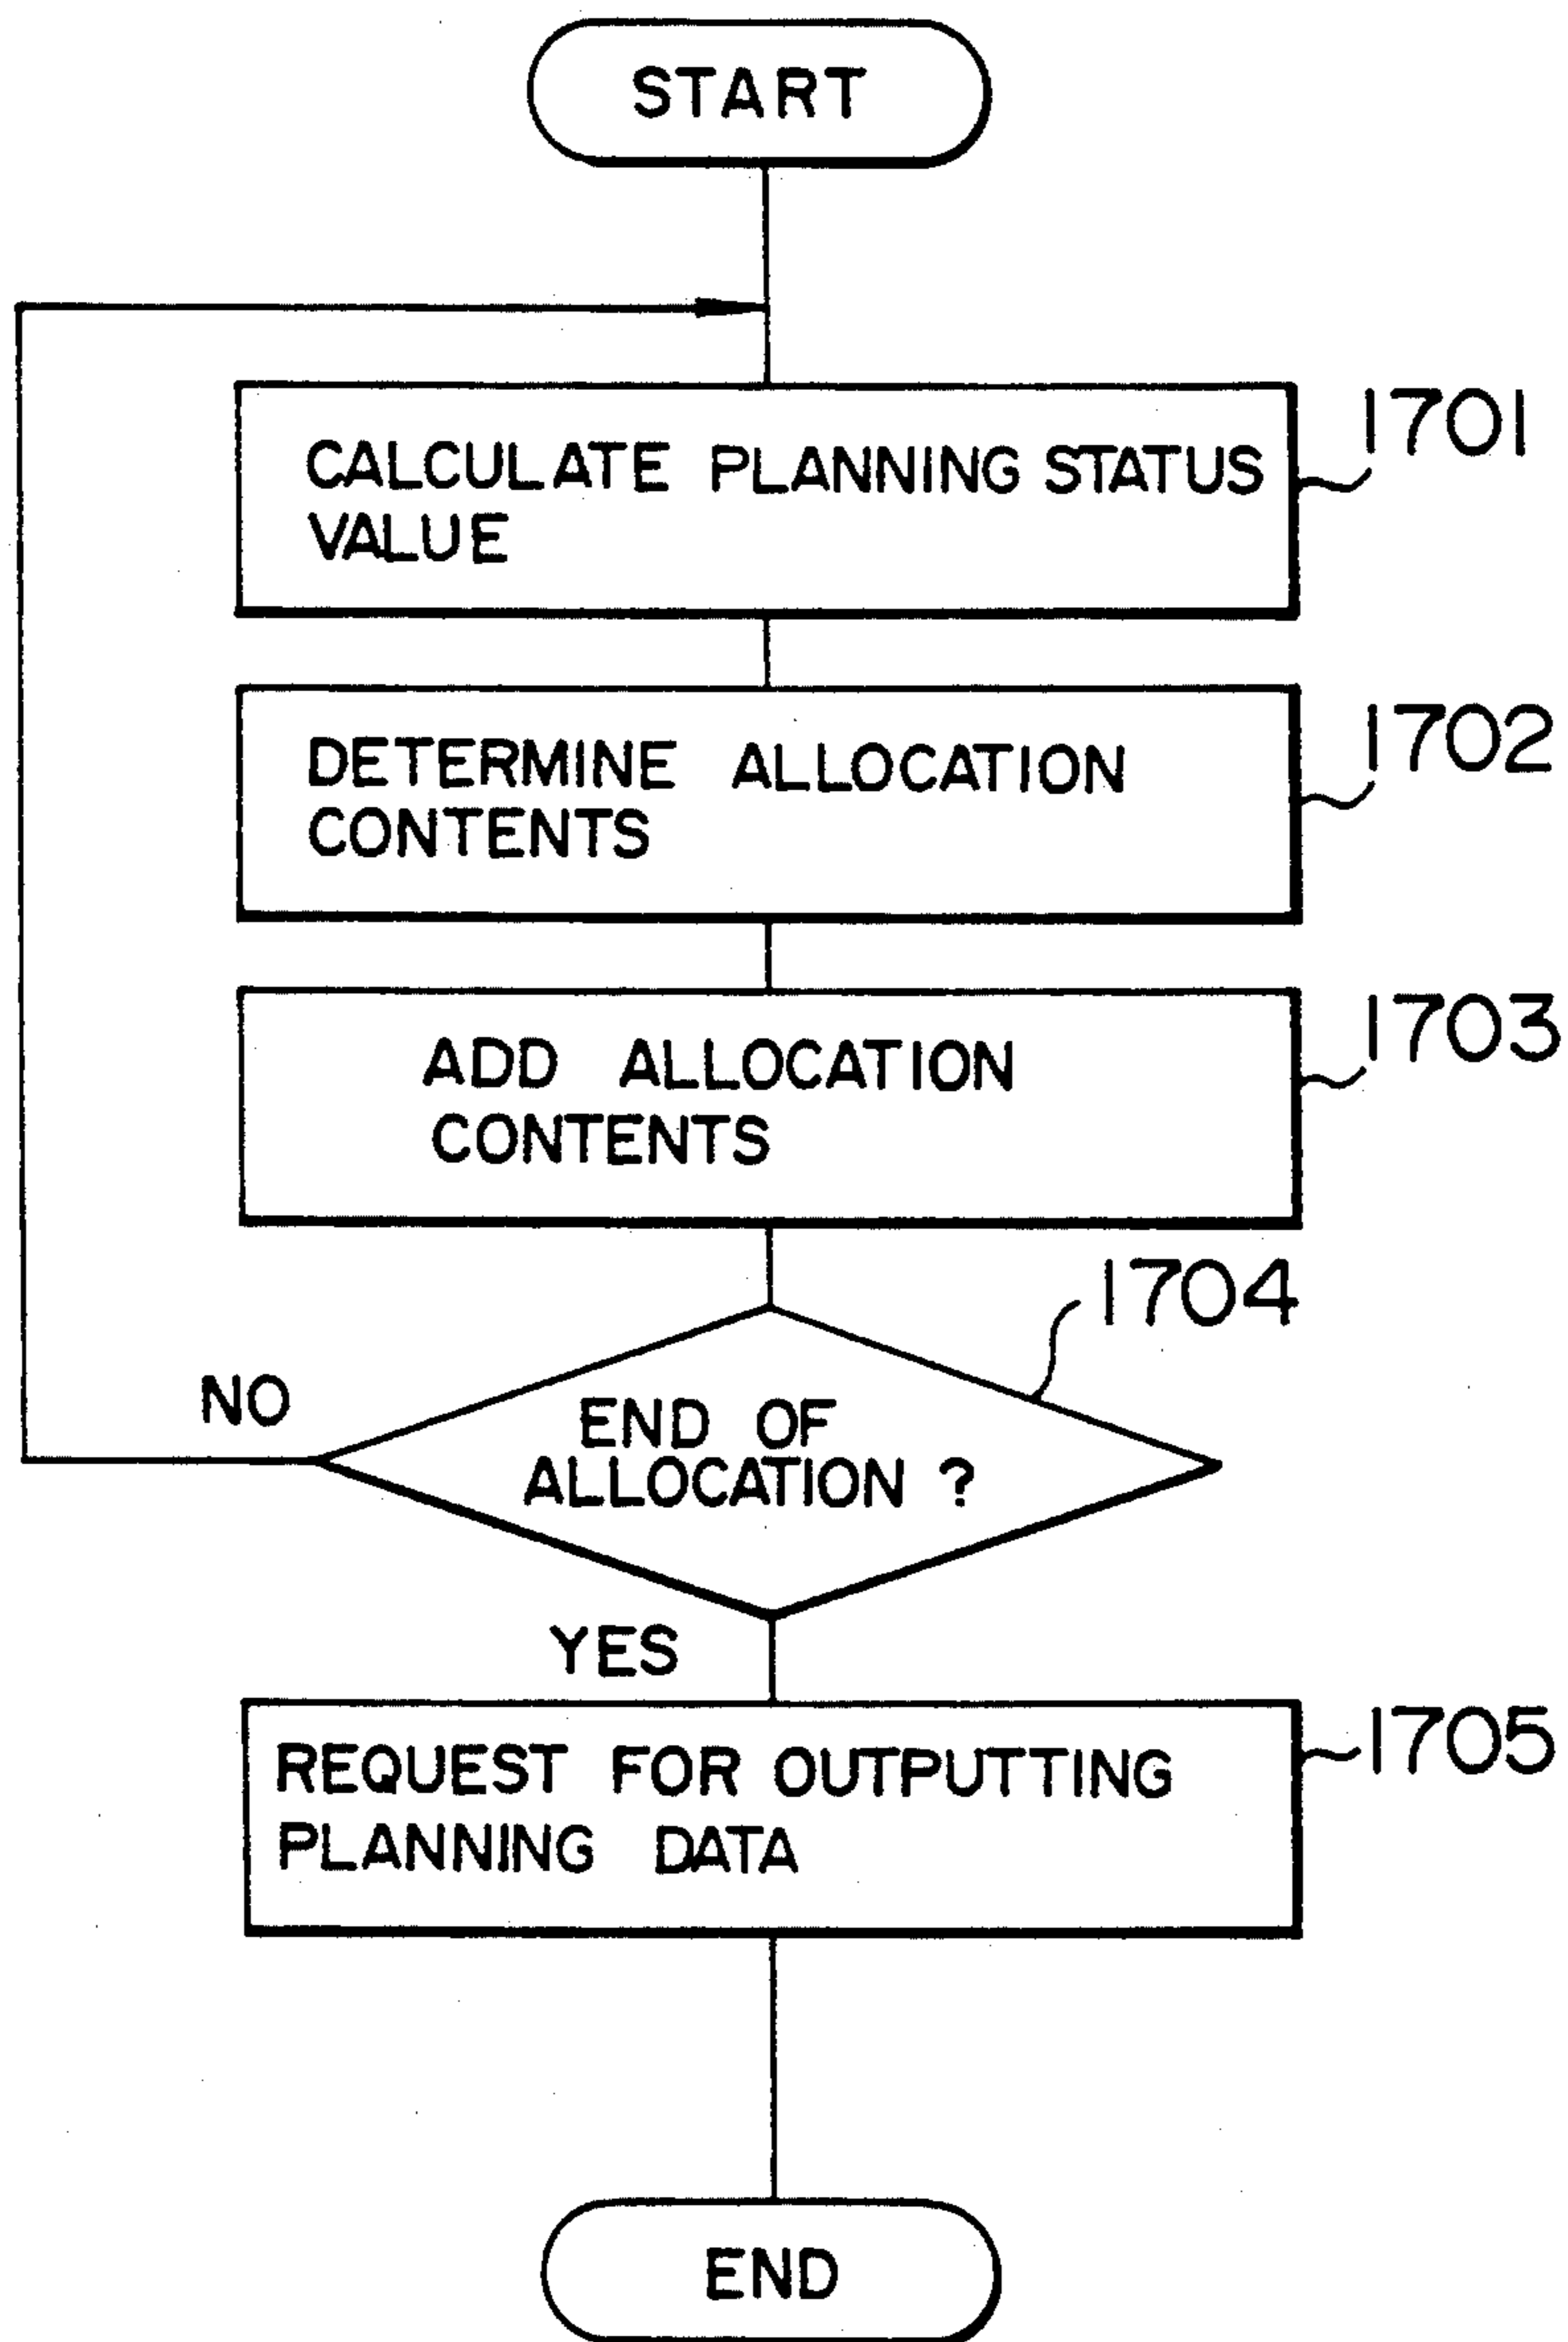 START
CALCULATE PLANNING STATUS
VALUE
1701
DETERMINE ALLOCATION
CONTENTS
1702
ADD ALLOCATION
CONTENTS
1703
1704
NO
END OF
ALLOCATION ?
YES
REQUEST FOR OUTPUTTING
PLANNING DATA
1705
END